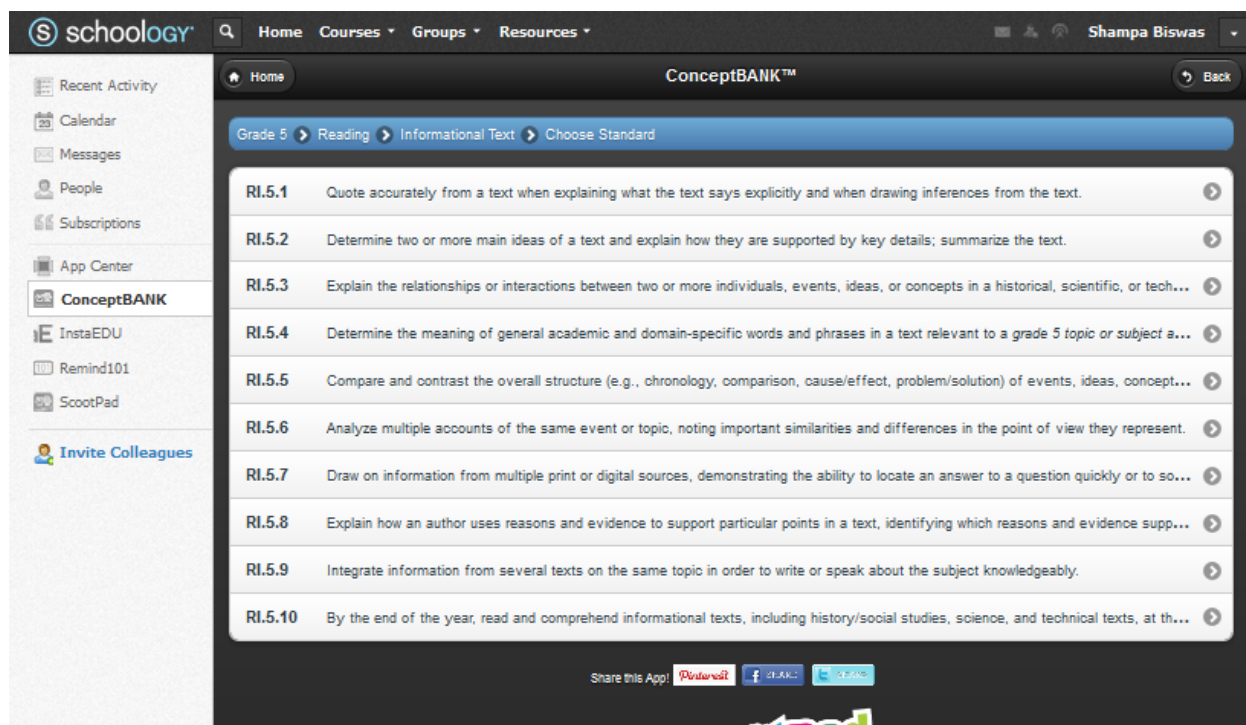 S schoology Home Courses Groups Resources Shampa Biswas
Home ConceptBANK™ Back
Recent Activity
23 Calendar
Messages
People
Subscriptions
App Center
ConceptBANK
InstaEDU
Remind101
ScootPad
Invite Colleagues
Grade 5 Reading Informational Text Choose Standard
RI.5.1 Quote accurately from a text when explaining what the text says explicitly and when drawing inferences from the text.
RI.5.2 Determine two or more main ideas of a text and explain how they are supported by key details; summarize the text.
RI.5.3 Explain the relationships or interactions between two or more individuals, events, ideas, or concepts in a historical, scientific, or tech...
RI.5.4 Determine the meaning of general academic and domain-specific words and phrases in a text relevant to a grade 5 topic or subject a...
RI.5.5 Compare and contrast the overall structure (e.g., chronology, comparison, cause/effect, problem/solution) of events, ideas, concept...
RI.5.6 Analyze multiple accounts of the same event or topic, noting important similarities and differences in the point of view they represent.
RI.5.7 Draw on information from multiple print or digital sources, demonstrating the ability to locate an answer to a question quickly or to so...
RI.5.8 Explain how an author uses reasons and evidence to support particular points in a text, identifying which reasons and evidence supp...
RI.5.9 Integrate information from several texts on the same topic in order to write or speak about the subject knowledgeably.
RI.5.10 By the end of the year, read and comprehend informational texts, including history/social studies, science, and technical texts, at th...
Share this App! Pinterest f